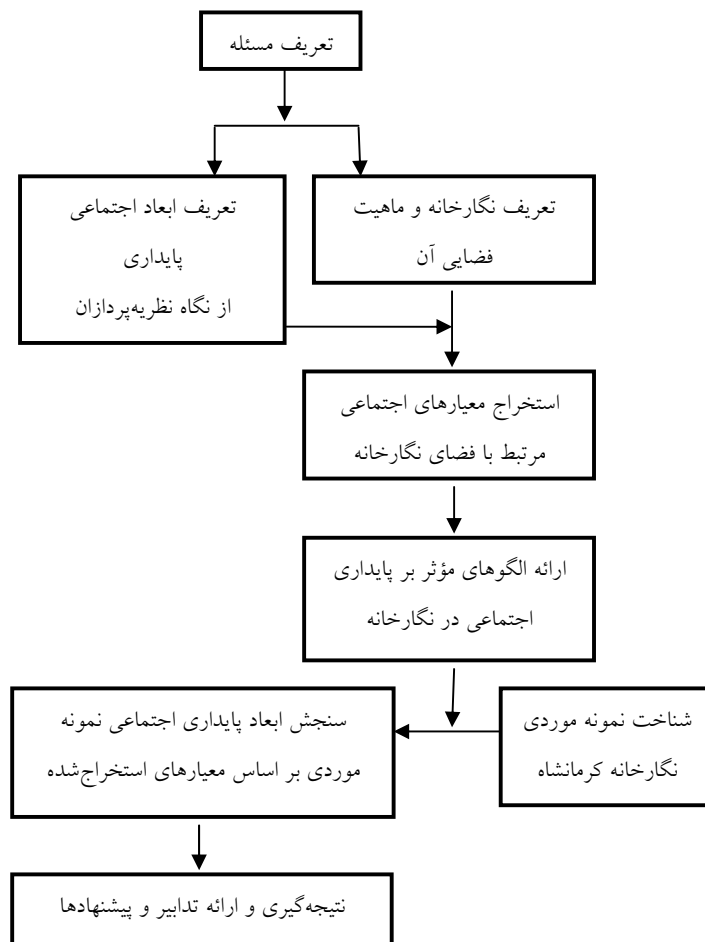 تعریف مسئله
تعریف نگارخانه و ماهیت
فضایی آن
تعریف ابعاد اجتماعی
پایداری
از نگاه نظریه‌پردازان
استخراج معیارهای اجتماعی
مرتبط با فضای نگارخانه
ارائه الگوهای مؤثر بر پایداری
اجتماعی در نگارخانه
شناخت نمونه موردی
نگارخانه کرمانشاه
سنجش ابعاد پایداری اجتماعی نمونه
موردی بر اساس معیارهای استخراج‌شده
نتیجه‌گیری و ارائه تدابیر و پیشنهادها